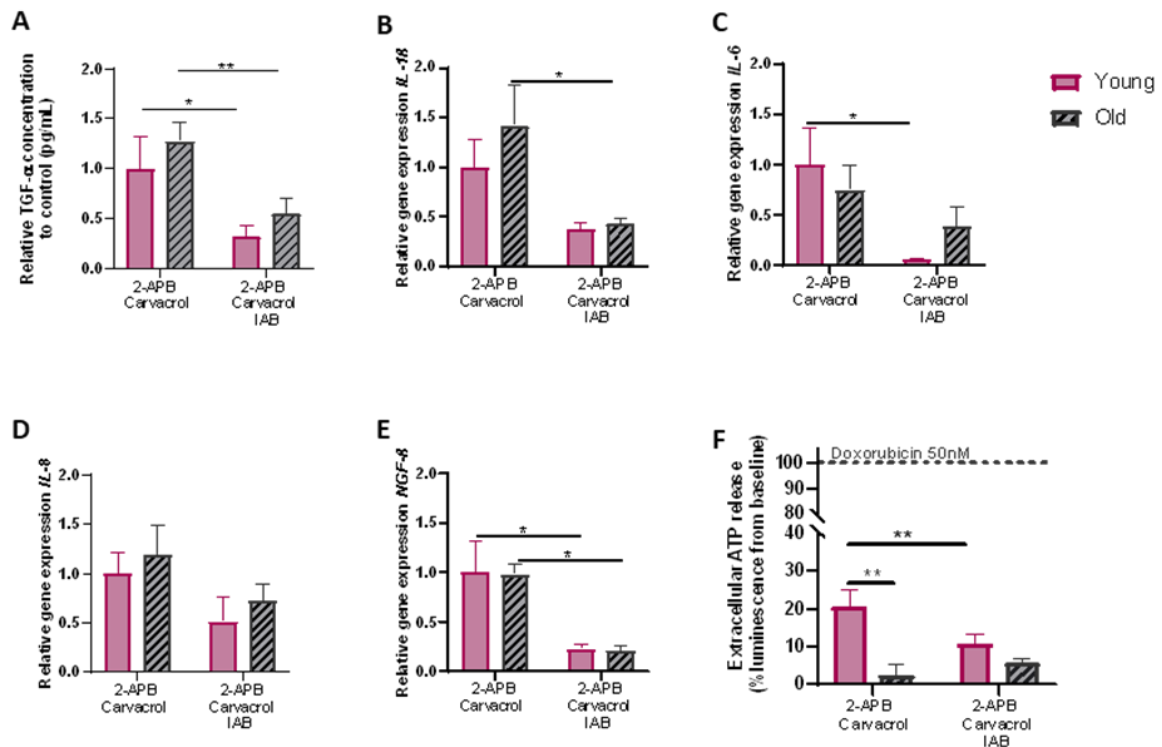 A
Relative TGF-α concentration
to control (pg/mL)
2.0
1.5
1.0
0.5
0.0
*
**
2-APB
Carvacrol
2-APB
Carvacrol
IAB
B
Relative gene expression IL-1ß
2.0
1.5
1.0
0.5
0.0
*
2-APB
Carvacrol
2-APB
Carvacrol
IAB
C
Relative gene expression IL-6
2.0
1.5
1.0
0.5
0.0
*
2-APB
Carvacrol
2-APB
Carvacrol
IAB
Young
Old
D
Relative gene expression IL-8
2.0
1.5
1.0
0.5
0.0
2-APB
Carvacrol
2-APB
Carvacrol
IAB
E
Relative gene expression NGF-ß
2.0
1.5
1.0
0.5
0.0
*
*
2-APB
Carvacrol
2-APB
Carvacrol
IAB
F
Extracellular ATP release
(% luminescence from baseline)
Doxorubicin 50nM
100
90
80
40
30
20
10
0
**
**
2-APB
Carvacrol
2-APB
Carvacrol
IAB